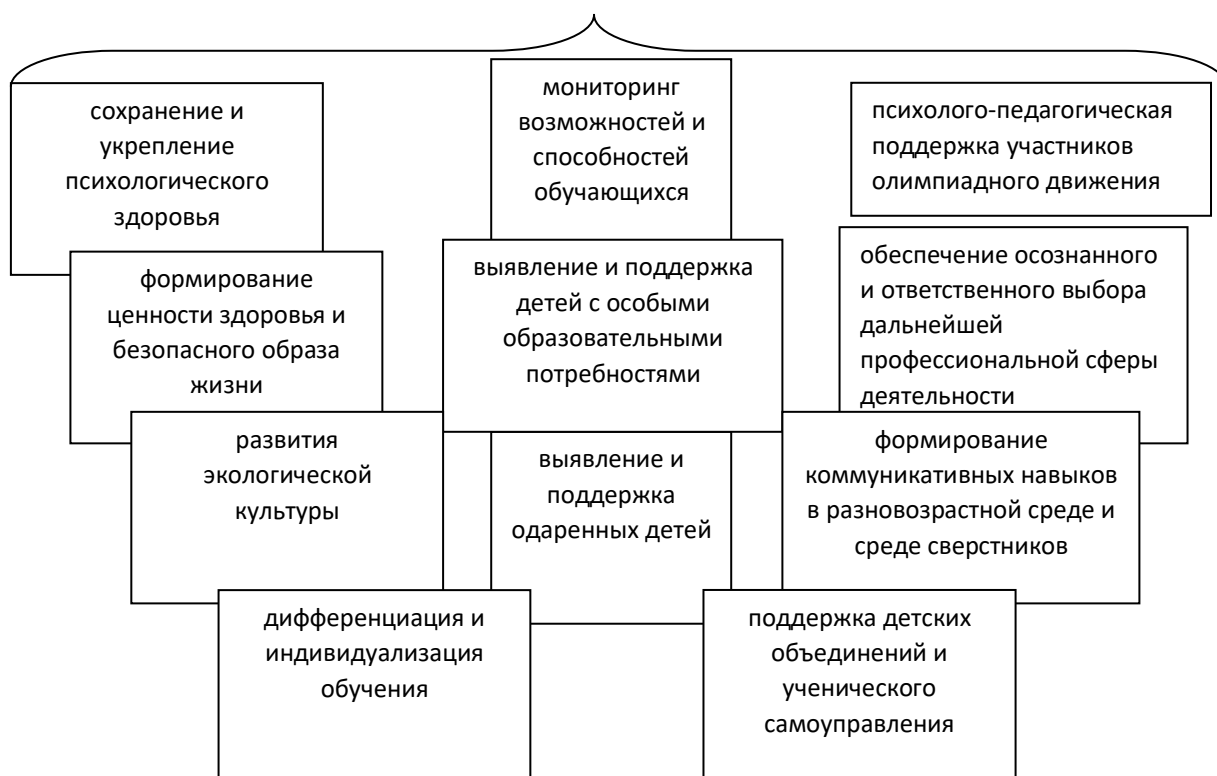 сохранение и
укрепление
психологического
здоровья
мониторинг
возможностей и
способностей
обучающихся
психолого-педагогическая
поддержка участников
олимпиадного движения
формирование
ценности здоровья и
безопасного образа
жизни
выявление и поддержка
детей с особыми
образовательными
потребностями
обеспечение осознанного
и ответственного выбора
дальнейшей
профессиональной сферы
деятельности
развития
экологической
культуры
выявление и
поддержка
одаренных детей
формирование
коммуникативных навыков
в разновозрастной среде и
среде сверстников
дифференциация и
индивидуализация
обучения
поддержка детских
объединений и
ученического
самоуправления